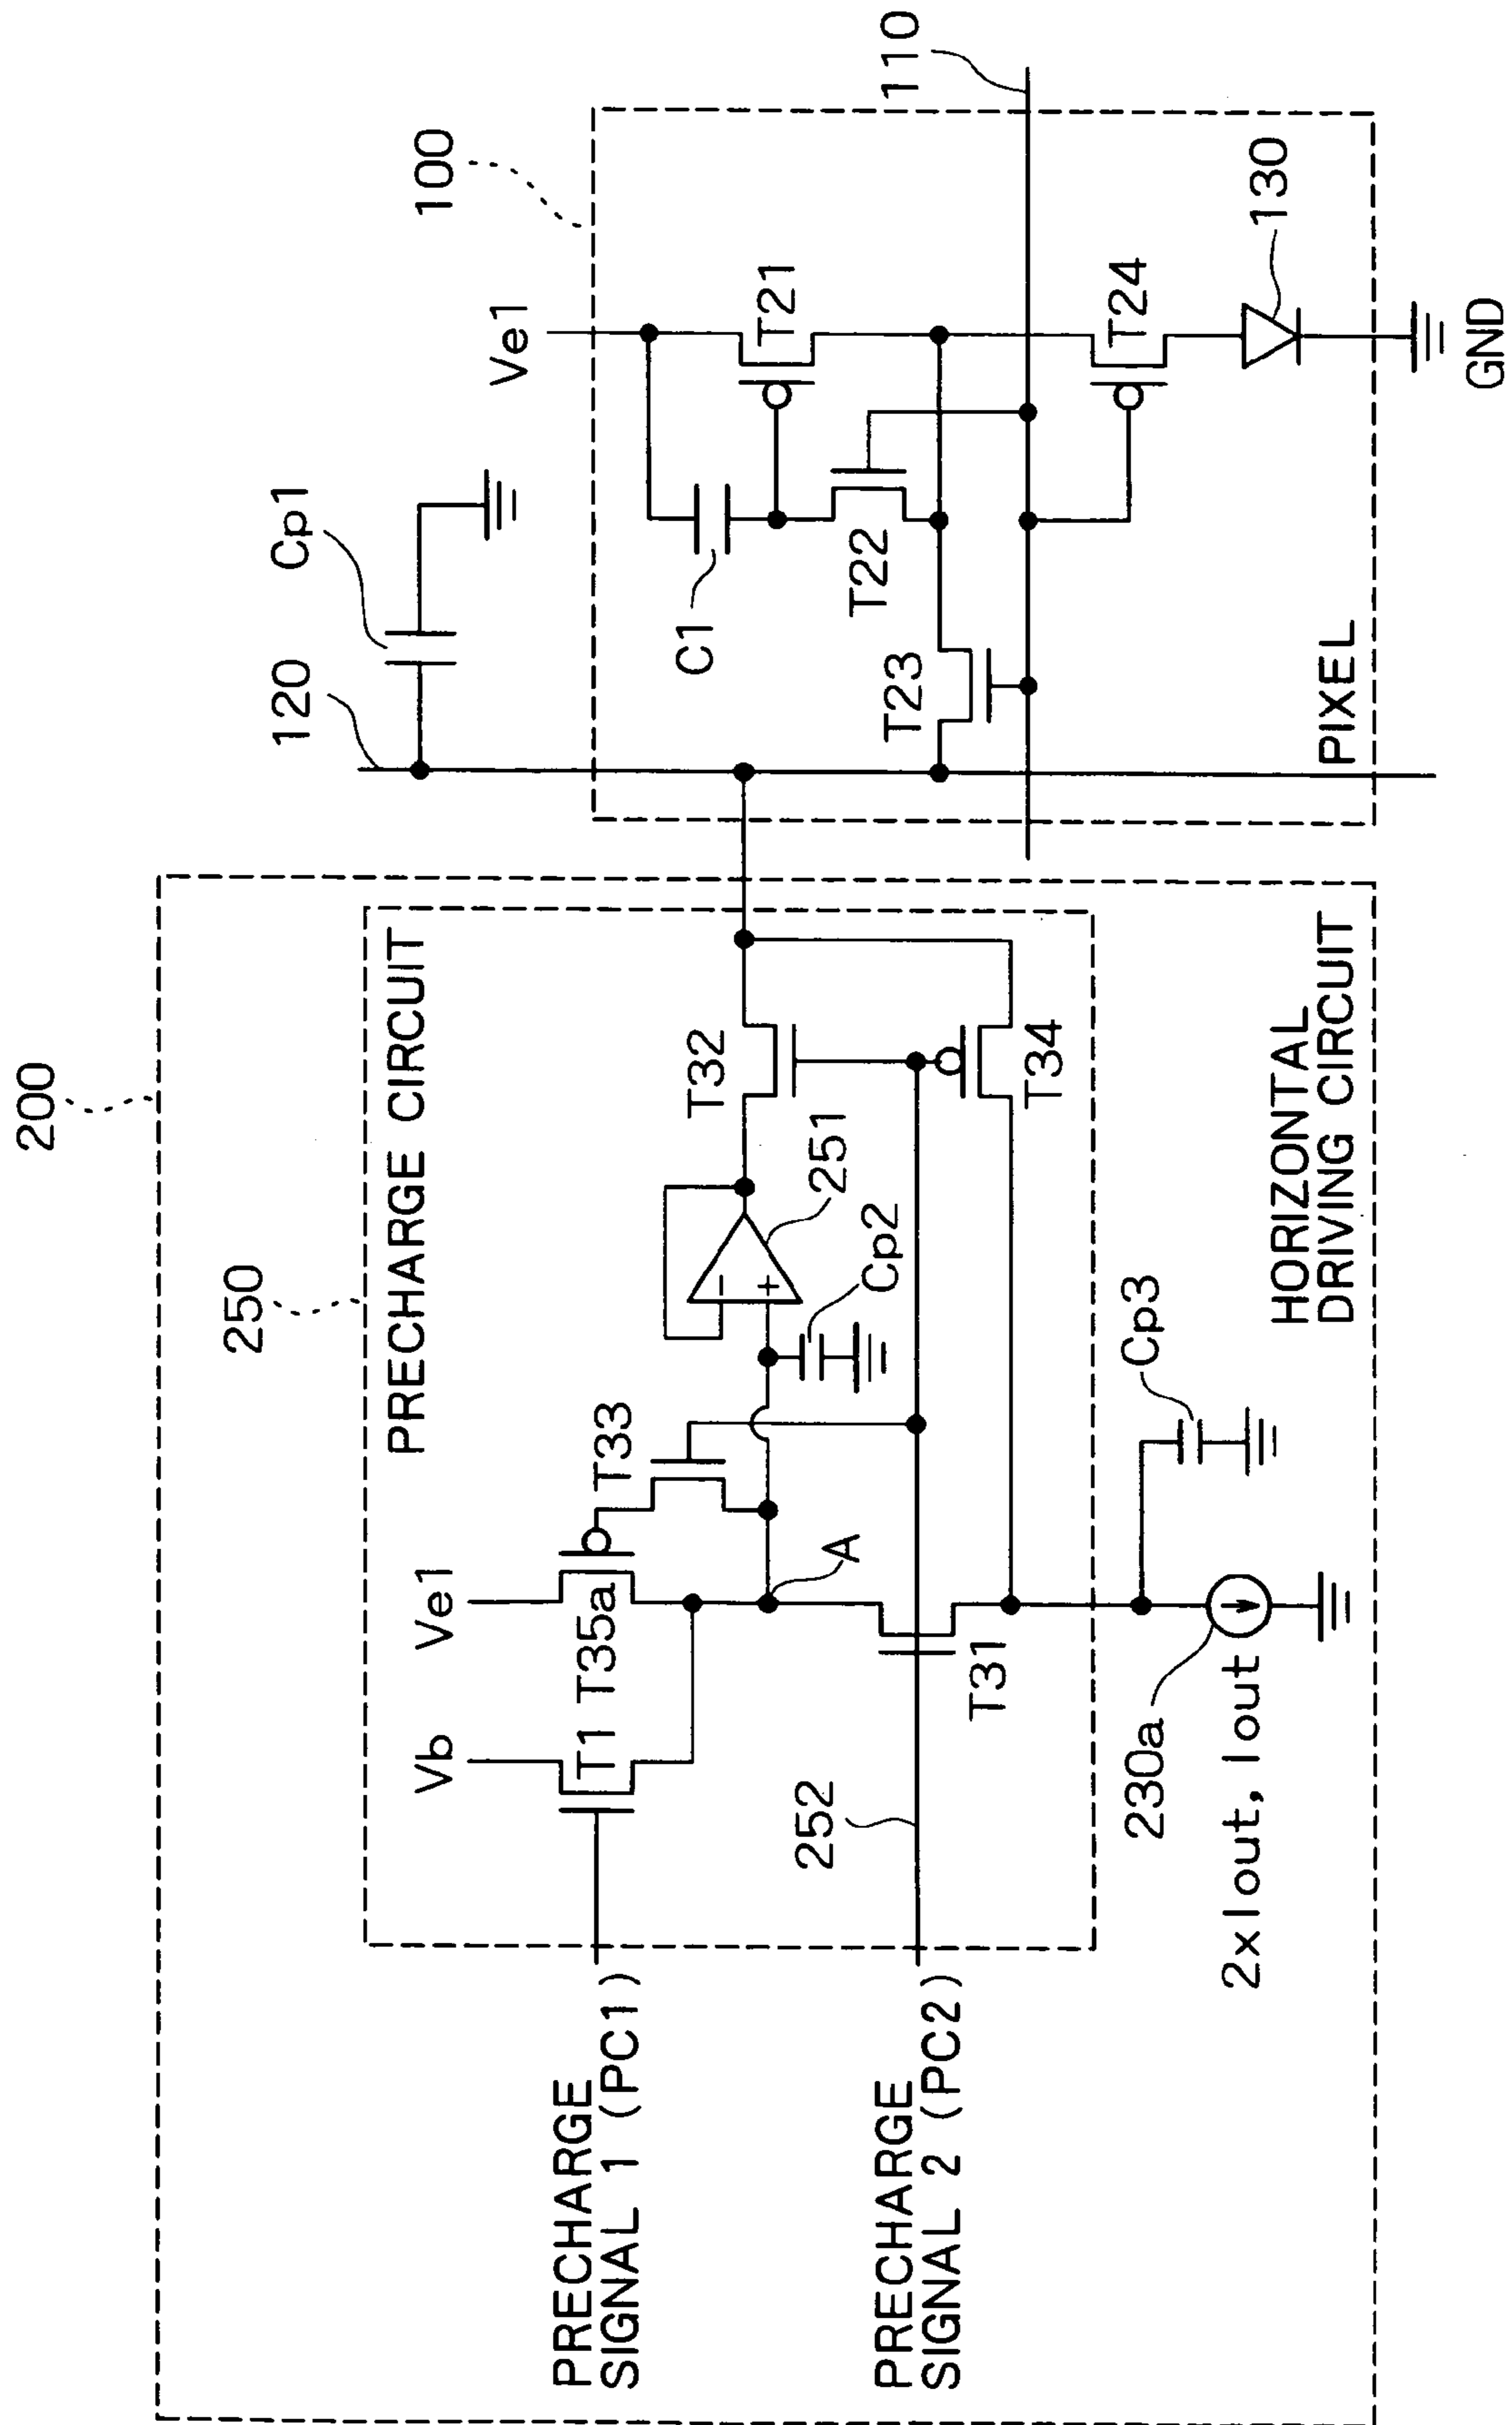 200
250
PRECHARGE CIRCUIT
Vb
Ve1
T1
T35a
T33
A
251
Cp2
T32
T31
T34
252
PRECHARGE
SIGNAL 1 (PC1)
PRECHARGE
SIGNAL 2 (PC2)
230a
2xIout, Iout
Cp3
HORIZONTAL
DRIVING CIRCUIT
120
Cp1
Ve1
100
110
C1
T21
T22
T23
T24
130
PIXEL
GND